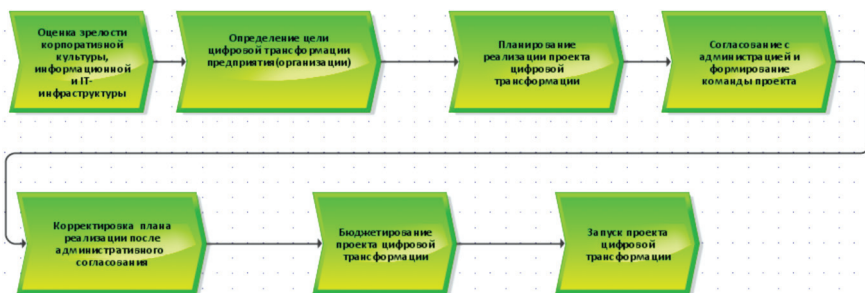 Оценка зрелости
корпоративной
культуры,
информационной
и IT-
инфраструктуры
Определение цели
цифровой трансформации
предприятия(организации)
Планирование
реализации проекта
цифровой
трансформации
Согласование с
администрацией и
формирование
команды проекта
Корректировка плана
реализации после
административного
согласования
Бюджетирование
проекта цифровой
трансформации
Запуск проекта
цифровой
трансформации